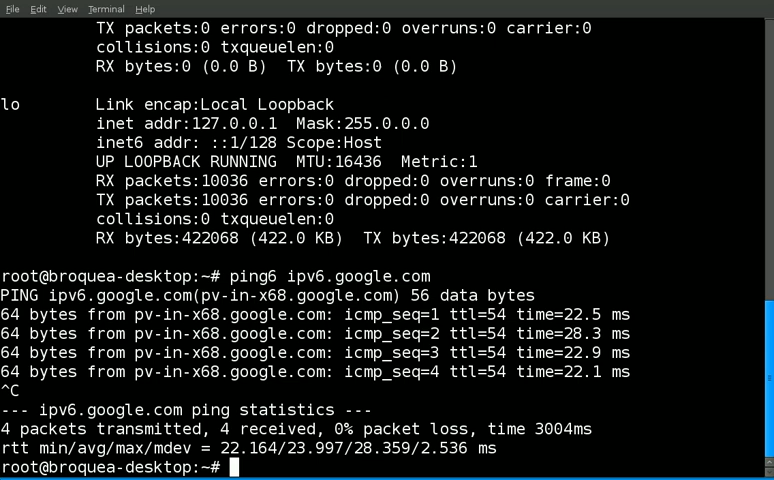 File Edit View Terminal Help
TX packets:0 errors:0 dropped:0 overruns:0 carrier:0
collisions:0 txqueuelen:0
RX bytes:0 (0.0 B)  TX bytes:0 (0.0 B)
lo        Link encap:Local Loopback
inet addr:127.0.0.1  Mask:255.0.0.0
inet6 addr: ::1/128 Scope:Host
UP LOOPBACK RUNNING  MTU:16436  Metric:1
RX packets:10036 errors:0 dropped:0 overruns:0 frame:0
TX packets:10036 errors:0 dropped:0 overruns:0 carrier:0
collisions:0 txqueuelen:0
RX bytes:422068 (422.0 KB)  TX bytes:422068 (422.0 KB)
root@broquea-desktop:~# ping6 ipv6.google.com
PING ipv6.google.com(pv-in-x68.google.com) 56 data bytes
64 bytes from pv-in-x68.google.com: icmp_seq=1 ttl=54 time=22.5 ms
64 bytes from pv-in-x68.google.com: icmp_seq=2 ttl=54 time=28.3 ms
64 bytes from pv-in-x68.google.com: icmp_seq=3 ttl=54 time=22.9 ms
64 bytes from pv-in-x68.google.com: icmp_seq=4 ttl=54 time=22.1 ms
^C
--- ipv6.google.com ping statistics ---
4 packets transmitted, 4 received, 0% packet loss, time 3004ms
rtt min/avg/max/mdev = 22.164/23.997/28.359/2.536 ms
root@broquea-desktop:~#